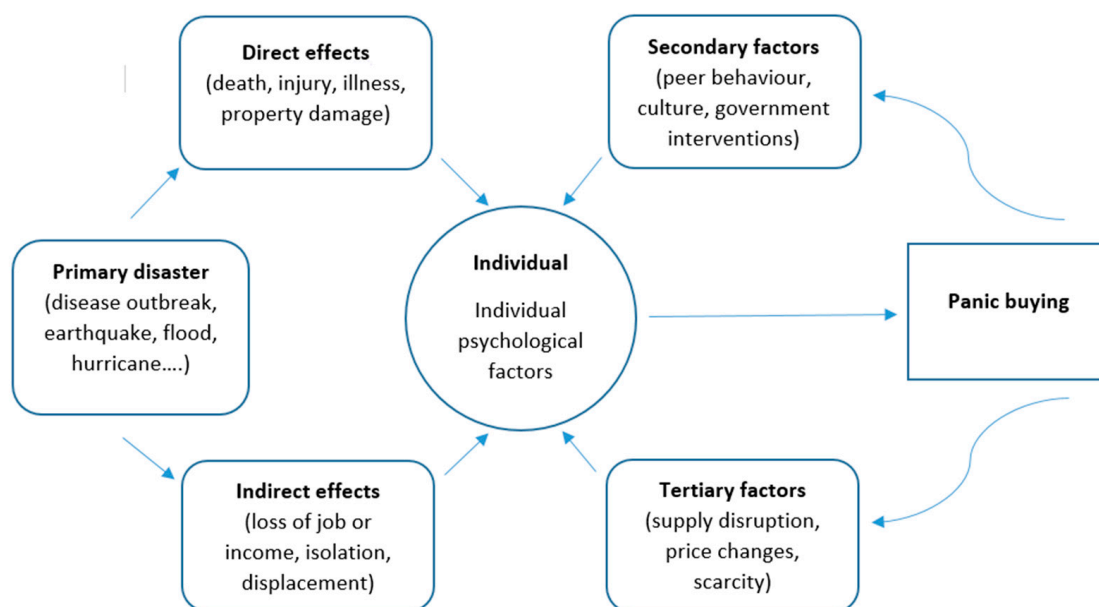 Direct effects
(death, injury, illness,
property damage)
Secondary factors
(peer behaviour,
culture, government
interventions)
Primary disaster
(disease outbreak,
earthquake, flood,
hurricane....)
Individual
Individual
psychological
factors
Panic buying
Indirect effects
(loss of job or
income, isolation,
displacement)
Tertiary factors
(supply disruption,
price changes,
scarcity)